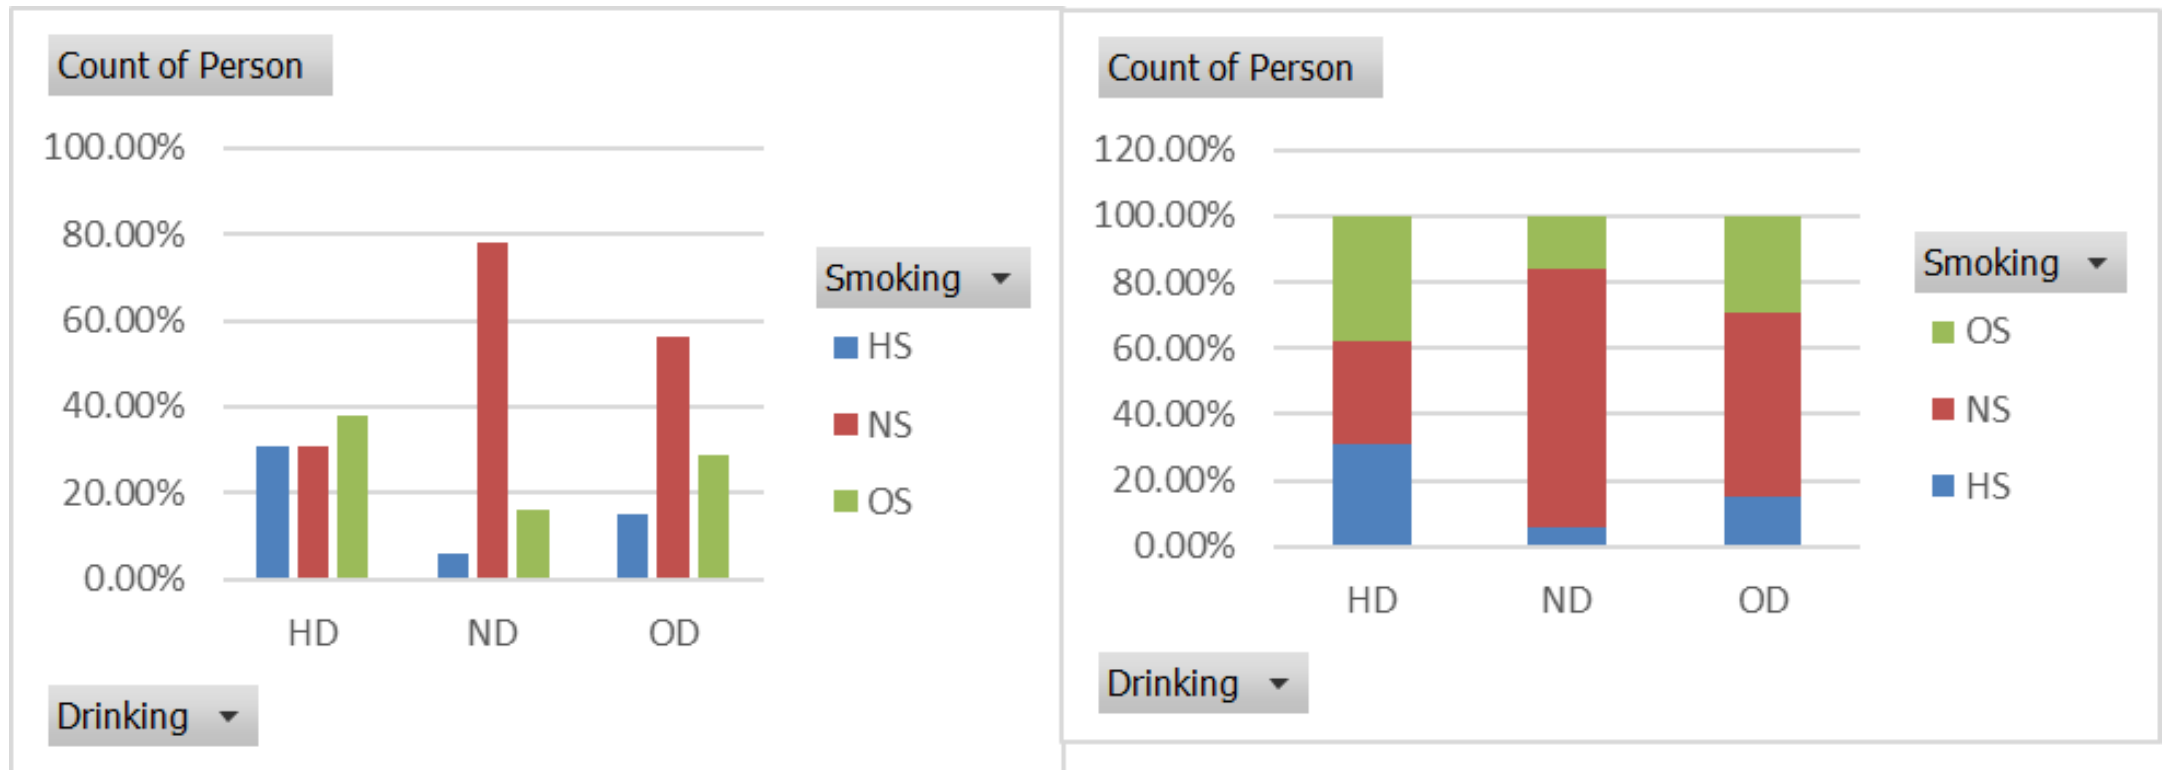 Count of Person
100.00%
80.00%
60.00%
40.00%
20.00%
0.00%
HD ND OD
Smoking
HS
NS
OS
Drinking
Count of Person
120.00%
100.00%
80.00%
60.00%
40.00%
20.00%
0.00%
HD ND OD
Smoking
OS
NS
HS
Drinking